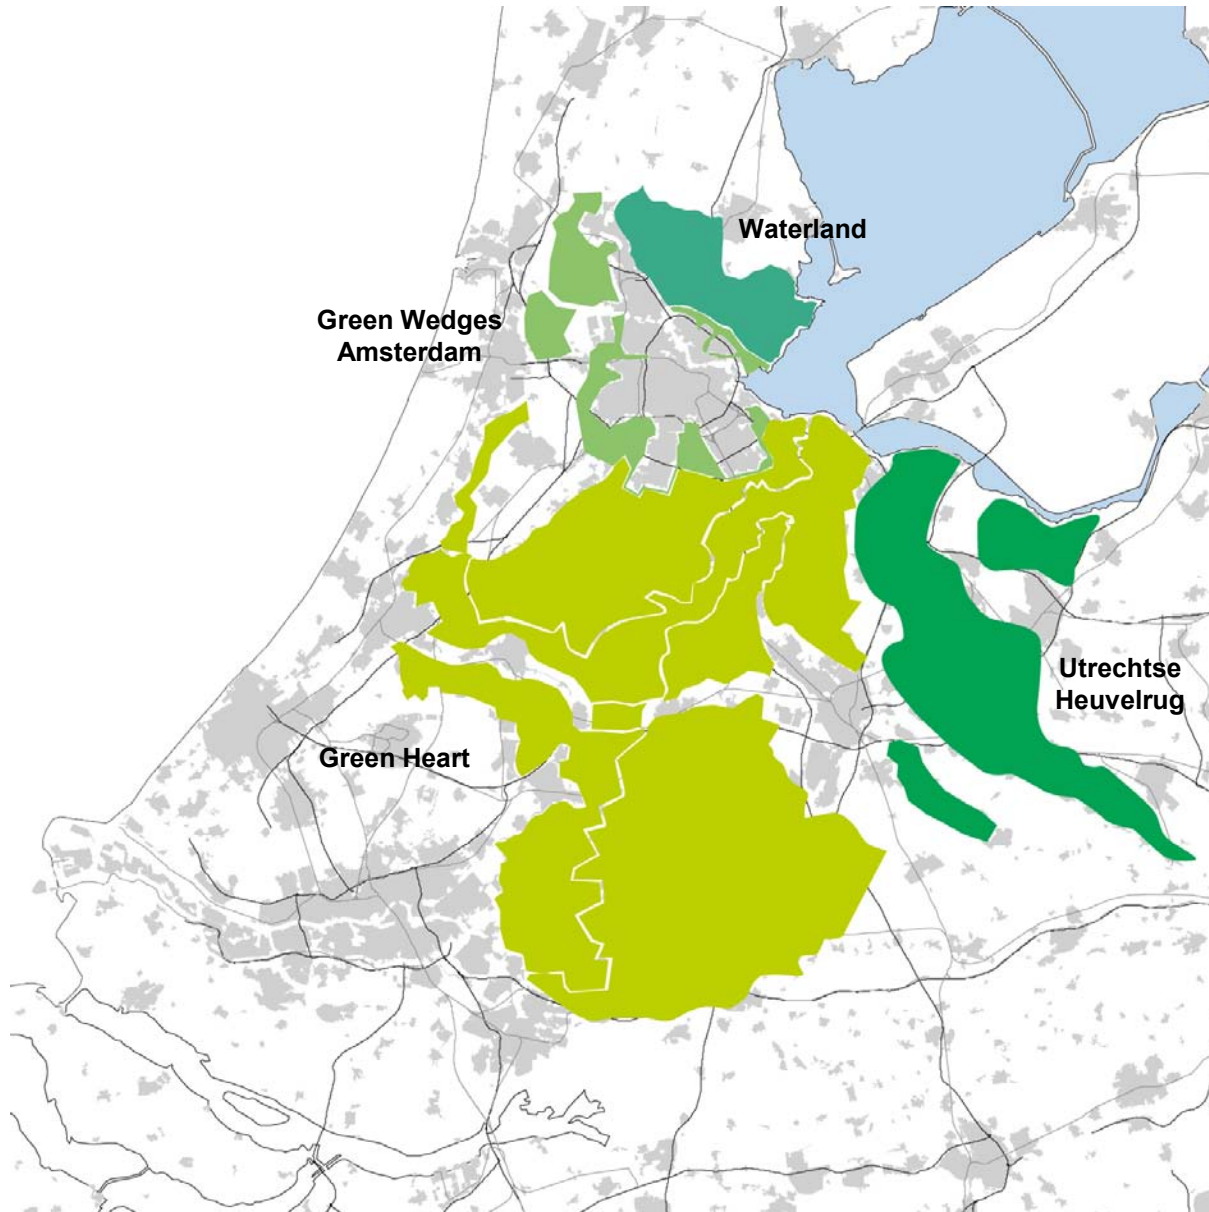 Waterland
Green Wedges
Amsterdam
Utrechtse
Heuvelrug
Green Heart